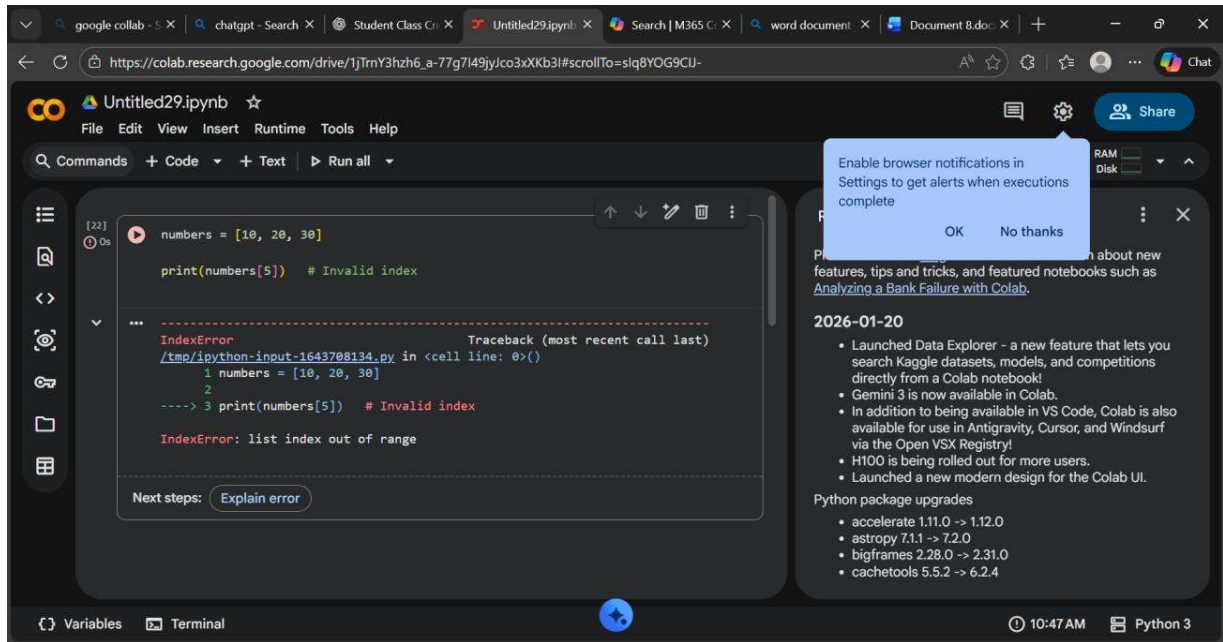 google collab - S
chatgpt - Search
Student Class Cr
Untitled29.ipynb
Search | M365 C
word document
Document 8.doc
https://colab.research.google.com/drive/1jTrnY3hzh6_a-77g7I49jyJco3xXKb3I#scrollTo=sIq8YOG9CIJ-
Chat
Untitled29.ipynb
File Edit View Insert Runtime Tools Help
Share
Commands + Code + Text Run all
RAM
Disk
Enable browser notifications in
Settings to get alerts when executions
complete
OK No thanks
[22]
0s
numbers = [10, 20, 30]
print(numbers[5]) # Invalid index
---------------------------------------------------------------------------
IndexError Traceback (most recent call last)
/tmp/ipython-input-1643708134.py in <cell line: 0>()
1 numbers = [10, 20, 30]
2
----> 3 print(numbers[5]) # Invalid index
IndexError: list index out of range
Next steps: Explain error
about new
features, tips and tricks, and featured notebooks such as
Analyzing a Bank Failure with Colab.
2026-01-20
• Launched Data Explorer - a new feature that lets you
search Kaggle datasets, models, and competitions
directly from a Colab notebook!
• Gemini 3 is now available in Colab.
• In addition to being available in VS Code, Colab is also
available for use in Antigravity, Cursor, and Windsurf
via the Open VSX Registry!
• H100 is being rolled out for more users.
• Launched a new modern design for the Colab UI.
Python package upgrades
• accelerate 1.11.0 -> 1.12.0
• astropy 7.1.1 -> 7.2.0
• bigframes 2.28.0 -> 2.31.0
• cachetools 5.5.2 -> 6.2.4
Variables Terminal
10:47 AM Python 3